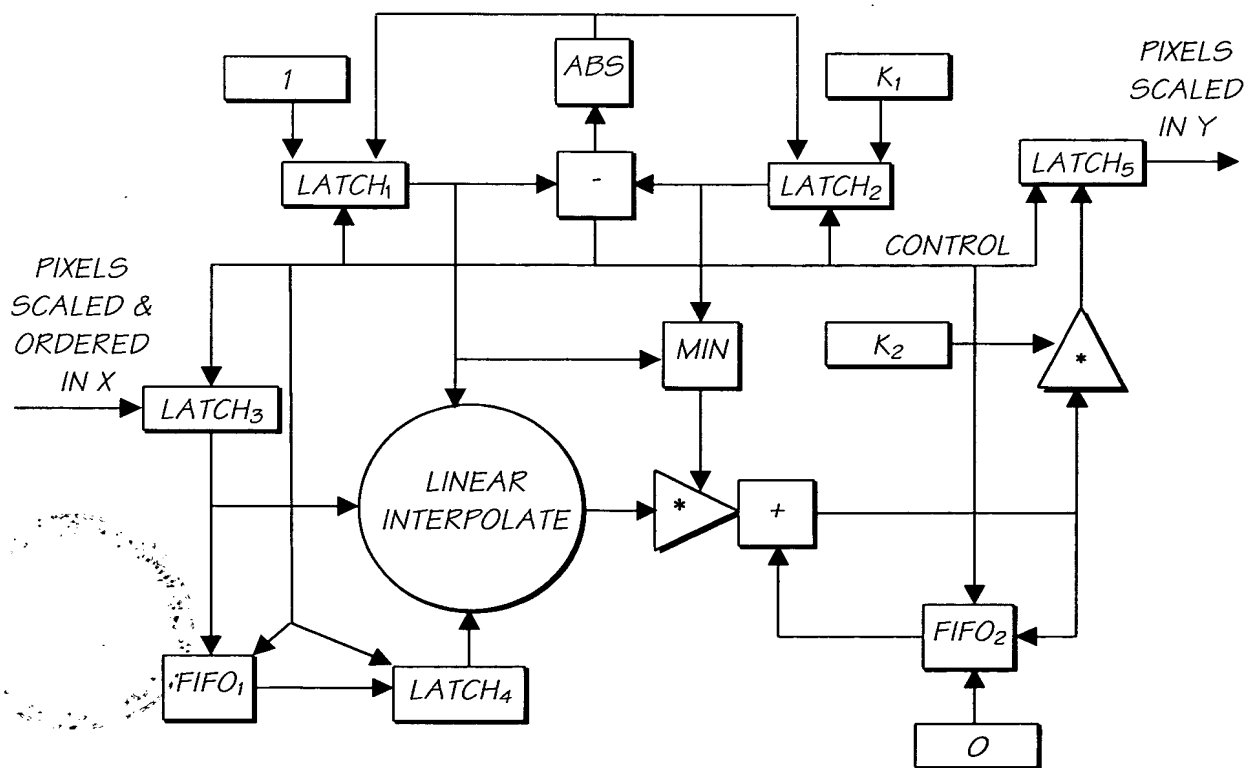 ABS
PIXELS
SCALED
IN Y
1
K₁
LATCH₁
-
LATCH₂
LATCH₅
CONTROL
PIXELS
SCALED &
ORDERED
IN X
MIN
K₂
*
LATCH₃
LINEAR
INTERPOLATE
*
+
FIFO₁
LATCH₄
FIFO₂
0